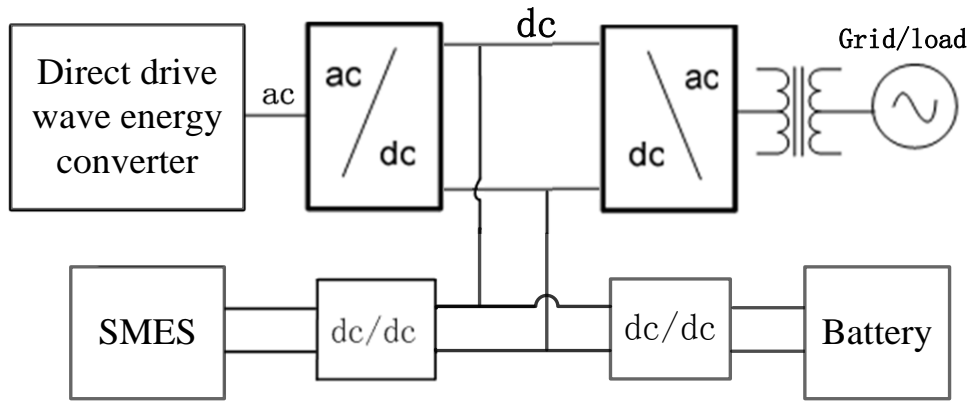 Direct drive
wave energy
converter
ac
ac
dc
dc
ac
dc
Grid/load
SMES
dc/dc
dc/dc
Battery